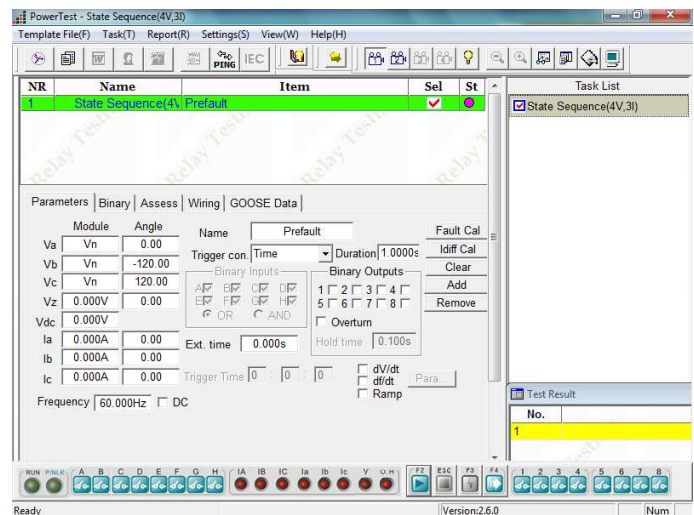 PowerTest - State Sequence(4V,3I)
Template File(F) Task(T) Report(R) Settings(S) View(W) Help(H)
PING IEC
NR Name Item Sel St
1 State Sequence(4V Prefault
Relay Testi
Relay Test
Relay T
Task List
State Sequence(4V,3I)
Parameters Binary Assess Wiring GOOSE Data
Module Angle
Va Vn 0.00
Vb Vn -120.00
Vc Vn 120.00
Vz 0.000V 0.00
Vdc 0.000V
Ia 0.000A 0.00
Ib 0.000A 0.00
Ic 0.000A 0.00
Frequency 60.000Hz DC
Name Prefault
Trigger con. Time Duration 1.0000s
Binary Inputs
A B C D
E F G H
OR AND
Binary Outputs
1 2 3 4
5 6 7 8
Overturn
Hold time 0.100s
Ext. time 0.000s
Trigger Time 0 : 0 : 0
dV/dt
df/dt
Ramp
Para...
Fault Cal
Idiff Cal
Clear
Add
Remove
Test Result
No.
1
RUN P/NLK A B C D E F G H IA IB IC Ia Ib Ic V O.H F2 ESC F3 F4 1 2 3 4 5 6 7 8
Ready Version:2.6.0 Num